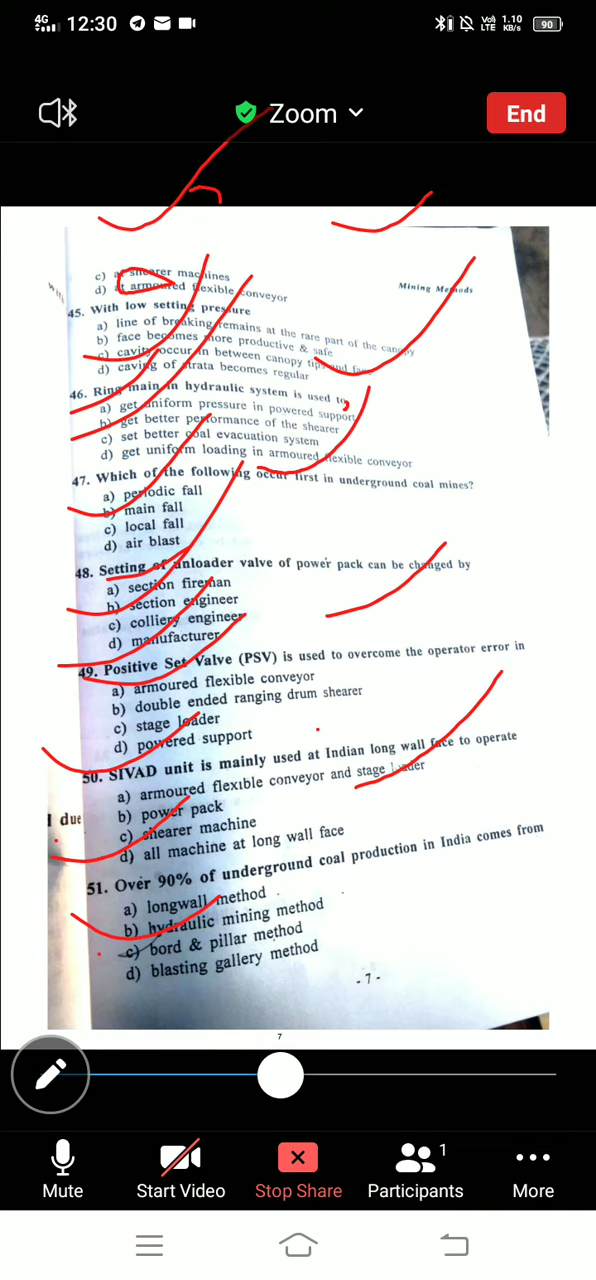 4G 12:30 Vo) LTE 1.10 KB/s 90
Zoom End
c) at shearer machines
d) at armoured flexible conveyor
Mining Methods
45. With low setting pressure
a) line of breaking remains at the rare part of the canopy
b) face becomes more productive & safe
c) cavity occur in between canopy tip and face
d) caving of strata becomes regular
46. Ring main in hydraulic system is used to
a) get uniform pressure in powered support
b) get better performance of the shearer
c) set better coal evacuation system
d) get uniform loading in armoured flexible conveyor
47. Which of the following occur first in underground coal mines?
a) periodic fall
b) main fall
c) local fall
d) air blast
48. Setting of unloader valve of power pack can be changed by
a) section fireman
b) section engineer
c) colliery engineer
d) manufacturer
49. Positive Set Valve (PSV) is used to overcome the operator error in
a) armoured flexible conveyor
b) double ended ranging drum shearer
c) stage loader
d) powered support
50. SIVAD unit is mainly used at Indian long wall face to operate
a) armoured flexible conveyor and stage loader
b) power pack
c) shearer machine
d) all machine at long wall face
due
51. Over 90% of underground coal production in India comes from
a) longwall method
b) hydraulic mining method
c) bord & pillar method
d) blasting gallery method
- 7 -
7
Mute Start Video Stop Share Participants 1 More